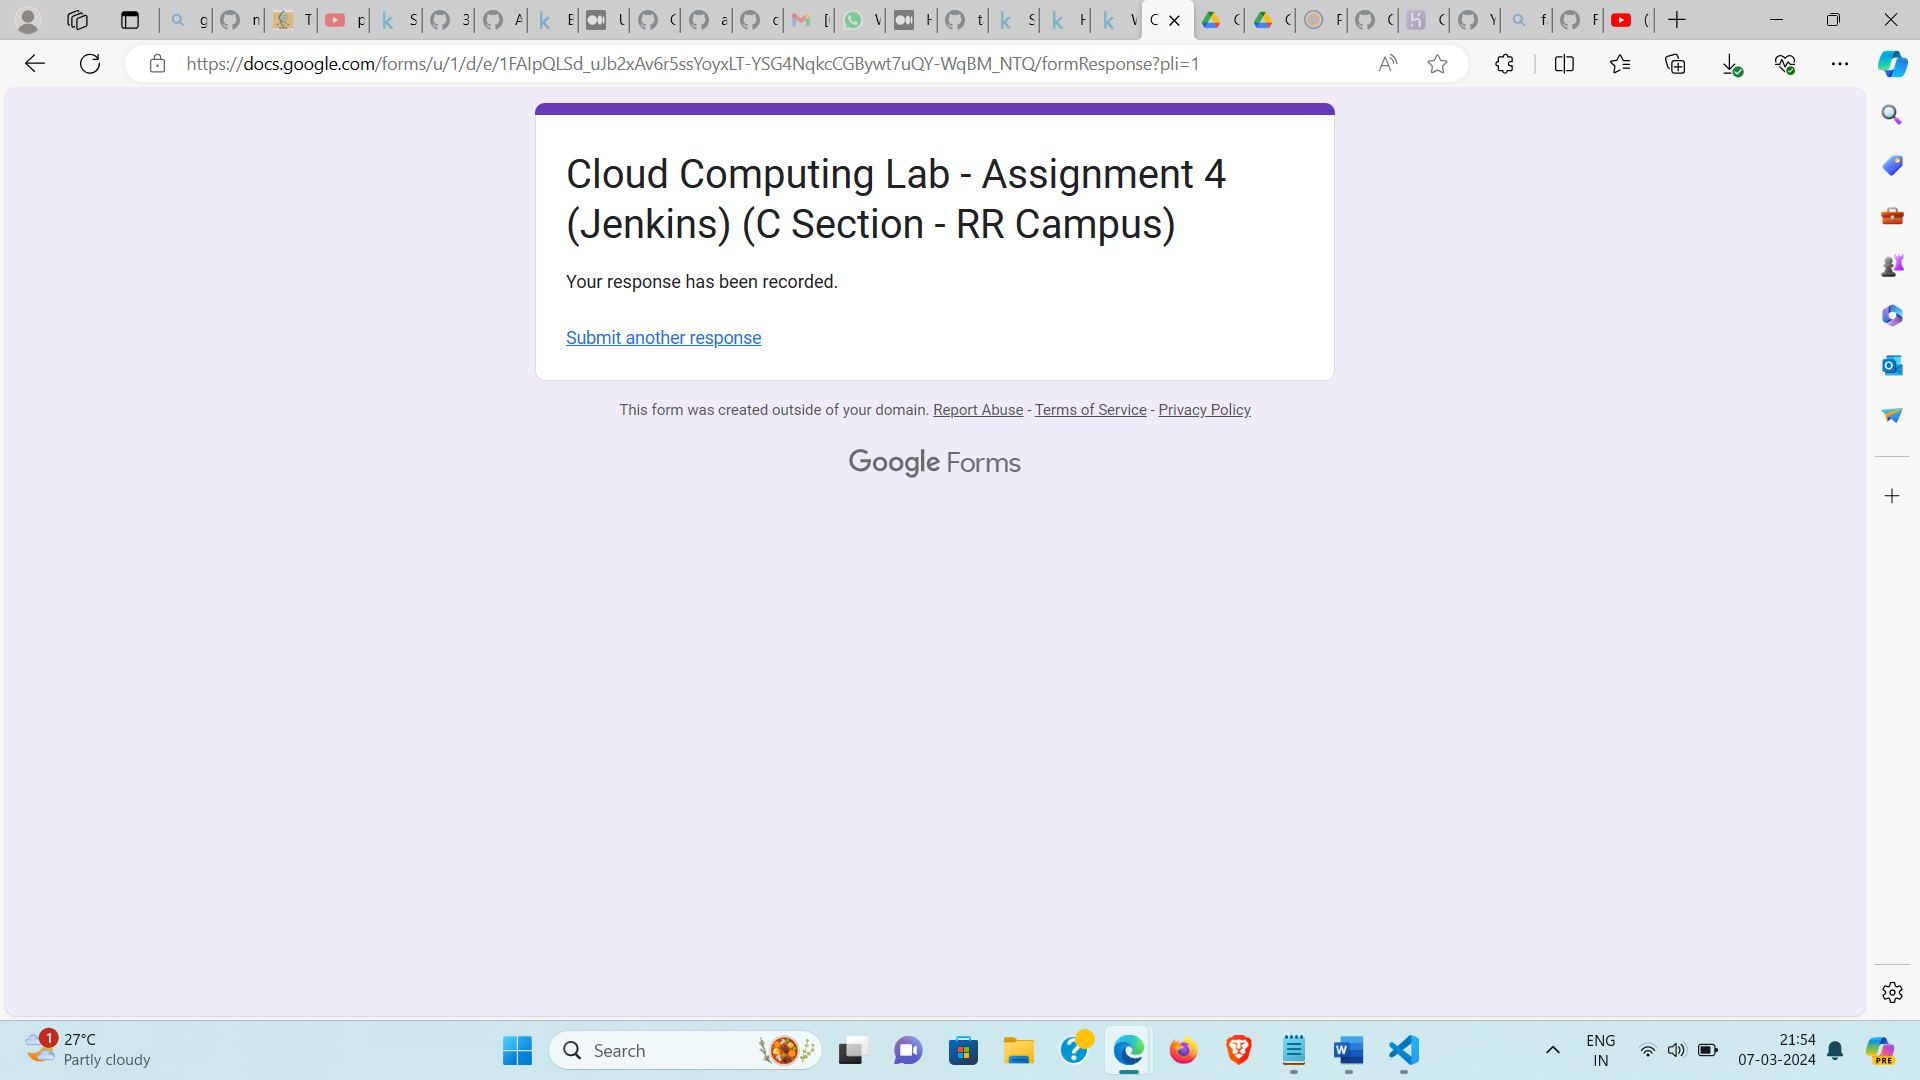 https://docs.google.com/forms/u/1/d/e/1FAIpQLSd_uJb2xAv6r5ssYoyxLT-YSG4NqkcCGBywt7uQY-WqBM_NTQ/formResponse?pli=1
Cloud Computing Lab - Assignment 4
(Jenkins) (C Section - RR Campus)
Your response has been recorded.
Submit another response
This form was created outside of your domain. Report Abuse - Terms of Service - Privacy Policy
Google Forms
1
27°C
Partly cloudy
Search
ENG
IN
21:54
07-03-2024
PRE